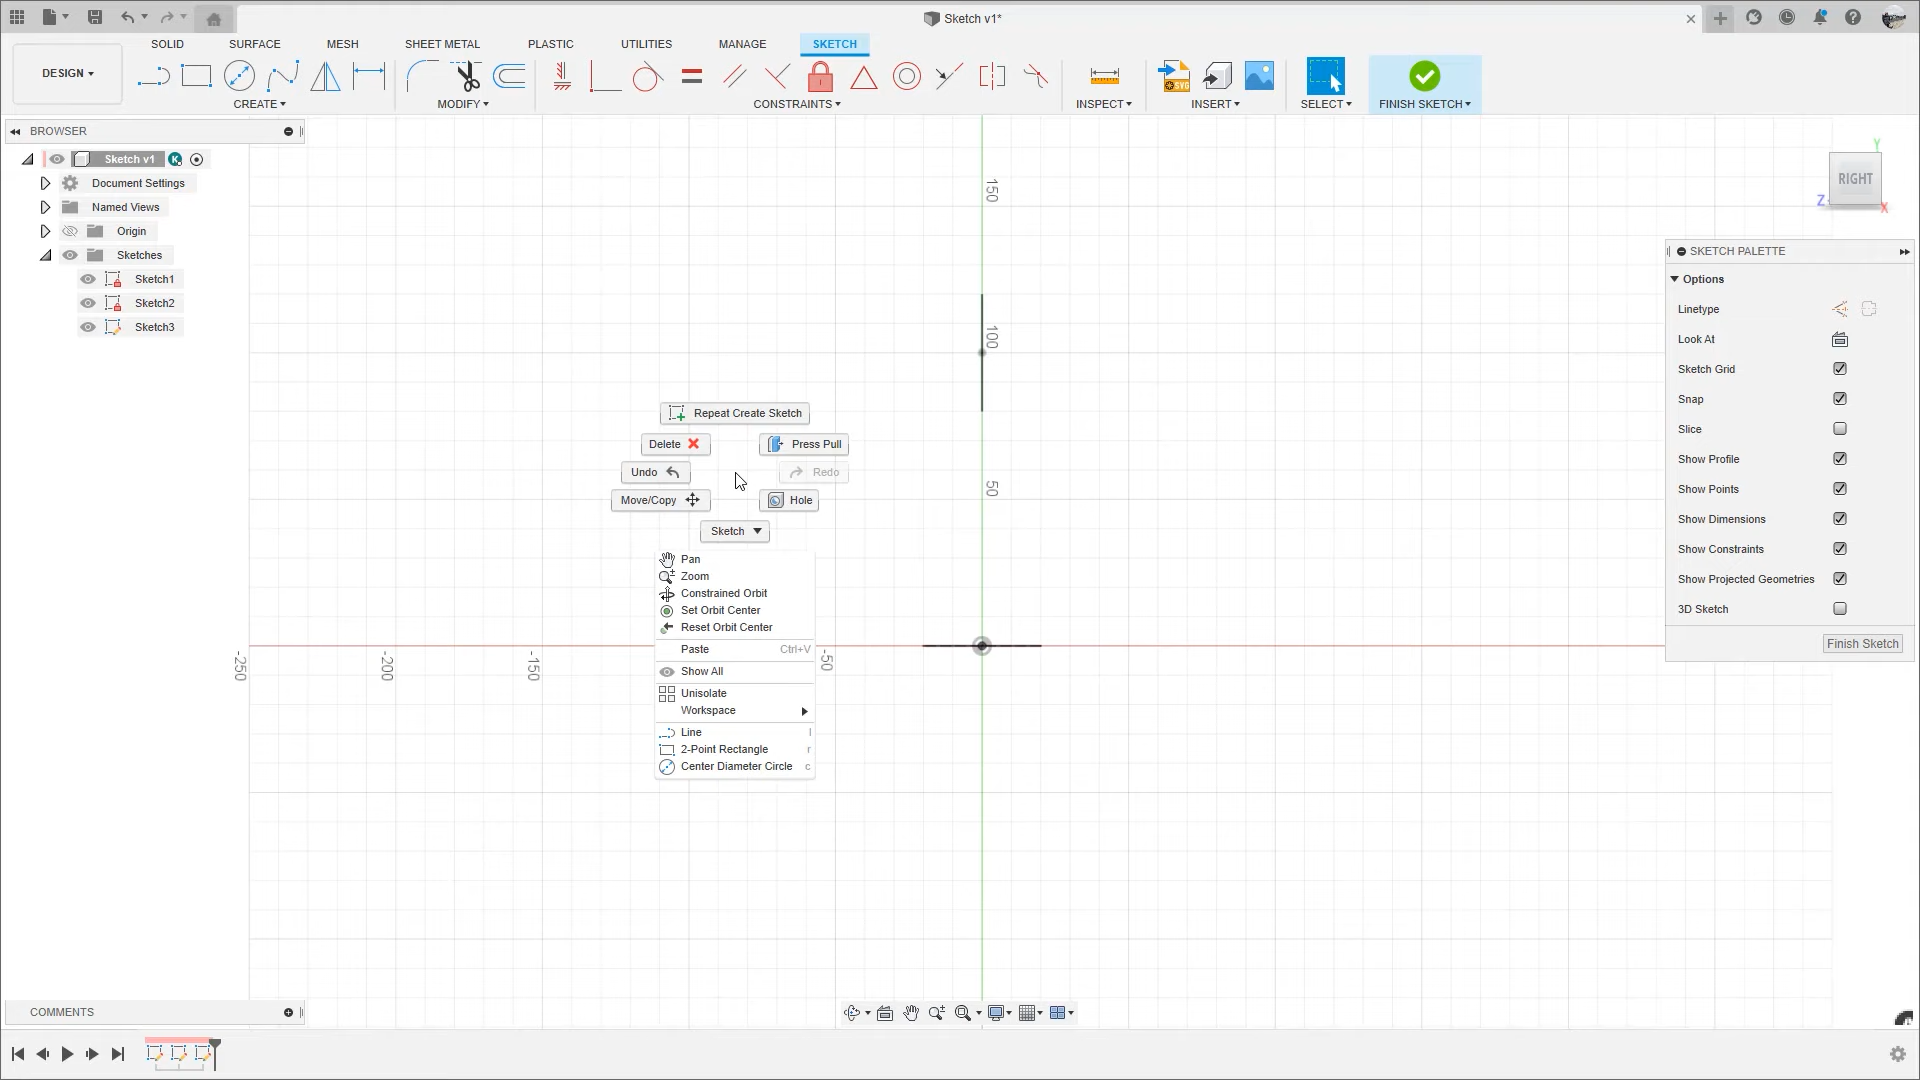 Sketch v1*
SOLID
SURFACE
MESH
SHEET METAL
PLASTIC
UTILITIES
MANAGE
SKETCH
DESIGN
CREATE
MODIFY
CONSTRAINTS
INSPECT
INSERT
SELECT
FINISH SKETCH
SVG
BROWSER
Sketch v1
K
Document Settings
Named Views
Origin
Sketches
Sketch1
Sketch2
Sketch3
150
100
50
-250
-200
-150
-50
Y
RIGHT
Z
X
SKETCH PALETTE
Options
Linetype
Look At
Sketch Grid
Snap
Slice
Show Profile
Show Points
Show Dimensions
Show Constraints
Show Projected Geometries
3D Sketch
Finish Sketch
Repeat Create Sketch
Delete
Press Pull
Undo
Redo
Move/Copy
Hole
Sketch
Pan
Zoom
Constrained Orbit
Set Orbit Center
Reset Orbit Center
Paste Ctrl+V
Show All
Unisolate
Workspace
Line l
2-Point Rectangle r
Center Diameter Circle c
COMMENTS